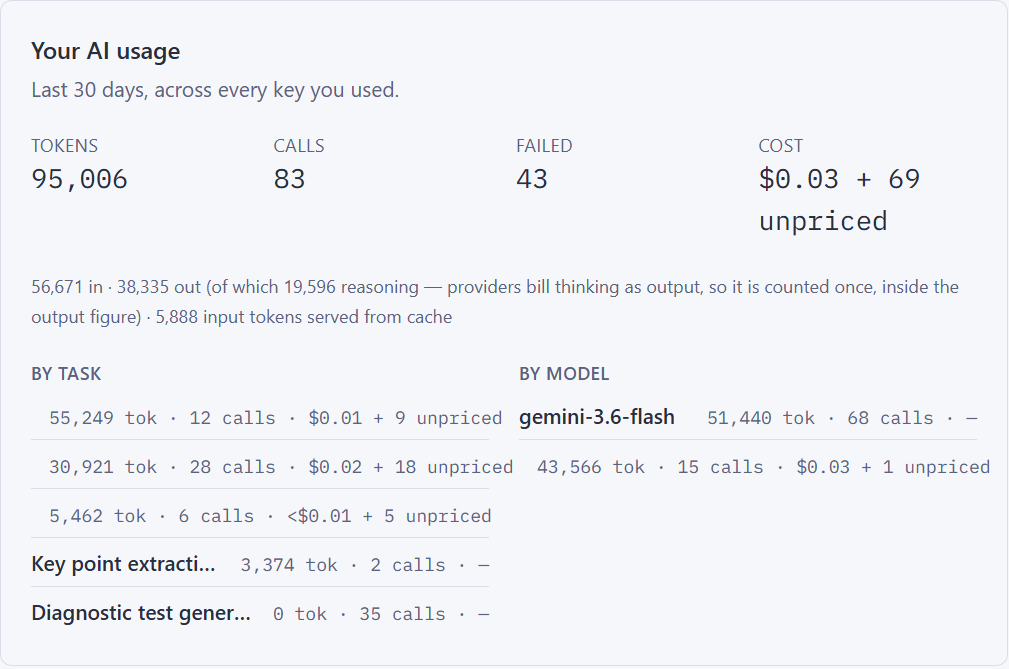 Your AI usage
Last 30 days, across every key you used.
TOKENS CALLS FAILED COST
95,006 83 43 $0.03 + 69
unpriced
56,671 in · 38,335 out (of which 19,596 reasoning — providers bill thinking as output, so it is counted once, inside the
output figure) · 5,888 input tokens served from cache
BY TASK
55,249 tok · 12 calls · $0.01 + 9 unpriced
30,921 tok · 28 calls · $0.02 + 18 unpriced
5,462 tok · 6 calls · <$0.01 + 5 unpriced
Key point extracti... 3,374 tok · 2 calls · —
Diagnostic test gener... 0 tok · 35 calls · —
BY MODEL
gemini-3.6-flash 51,440 tok · 68 calls · —
43,566 tok · 15 calls · $0.03 + 1 unpriced